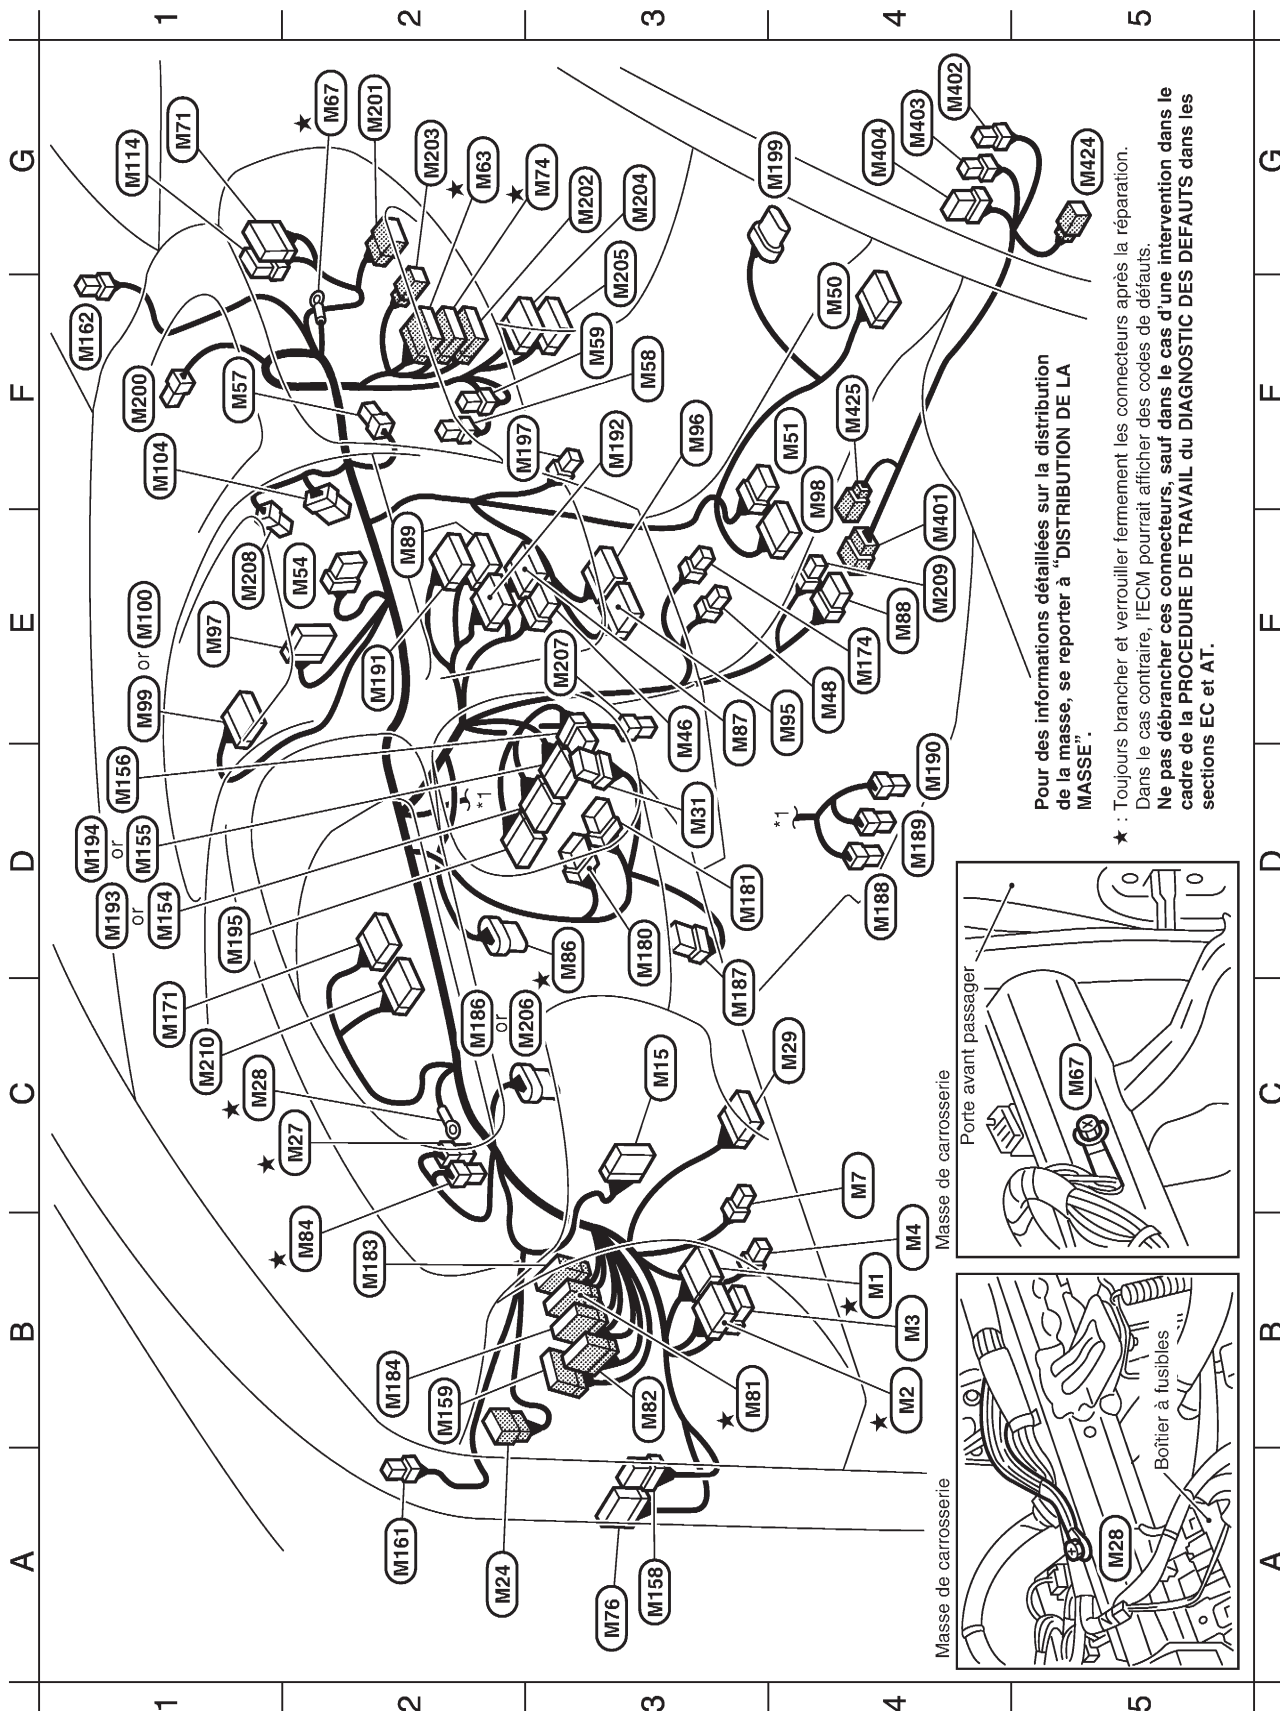 1
2
3
4
5
G
F
E
D
C
B
A
M71
M114
★ M67
M201
M203
★ M63
★ M74
M202
M204
M205
M59
M58
M162
M200
M57
M104
M197
M192
M96
M199
M50
M404
M403
M402
M424
M425
M51
M98
M401
M209
M88
M174
M48
M95
M87
M46
M207
M89
M54
M208
M97
M191
M99 or M100
M156
M194
or
M155
M193
or
M154
M195
*1
M31
M181
M180
M187
★ M86
M186
or
M206
M171
M210
★ M28
★ M27
★ M84
M183
M15
M29
M7
M4
★ M1
M3
★ M2
★ M81
M82
M184
M159
M161
M24
M76
M158
*1
M190
M189
M188
Pour des informations détaillées sur la distribution
de la masse, se reporter à "DISTRIBUTION DE LA
MASSE".
★ : Toujours brancher et verrouiller fermement les connecteurs après la réparation.
Dans le cas contraire, l'ECM pourrait afficher des codes de défauts.
Ne pas débrancher ces connecteurs, sauf dans le cas d'une intervention dans le
cadre de la PROCEDURE DE TRAVAIL du DIAGNOSTIC DES DEFAUTS dans les
sections EC et AT.
Masse de carrosserie
Porte avant passager
M67
Masse de carrosserie
Boîtier à fusibles
M28
1
2
3
4
5
G
F
E
D
C
B
A